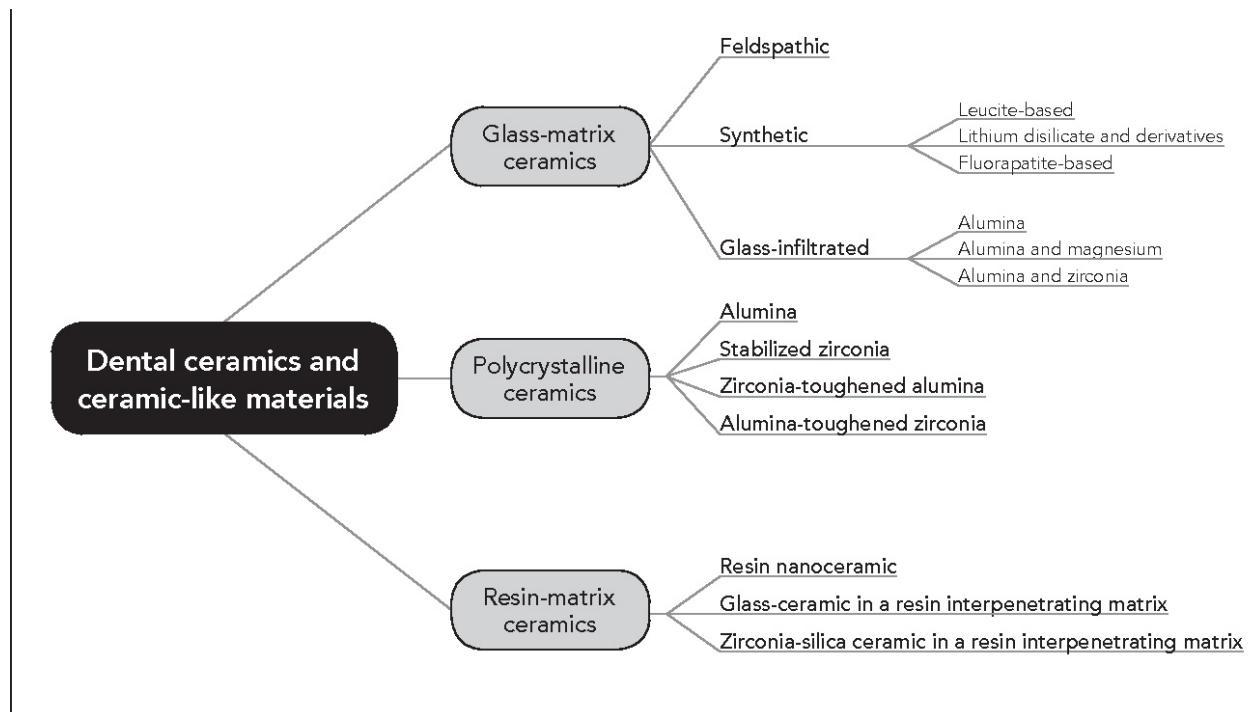 Dental ceramics and
ceramic-like materials
Glass-matrix
ceramics
Feldspathic
Synthetic
Leucite-based
Lithium disilicate and derivatives
Fluorapatite-based
Glass-infiltrated
Alumina
Alumina and magnesium
Alumina and zirconia
Polycrystalline
ceramics
Alumina
Stabilized zirconia
Zirconia-toughened alumina
Alumina-toughened zirconia
Resin-matrix
ceramics
Resin nanoceramic
Glass-ceramic in a resin interpenetrating matrix
Zirconia-silica ceramic in a resin interpenetrating matrix